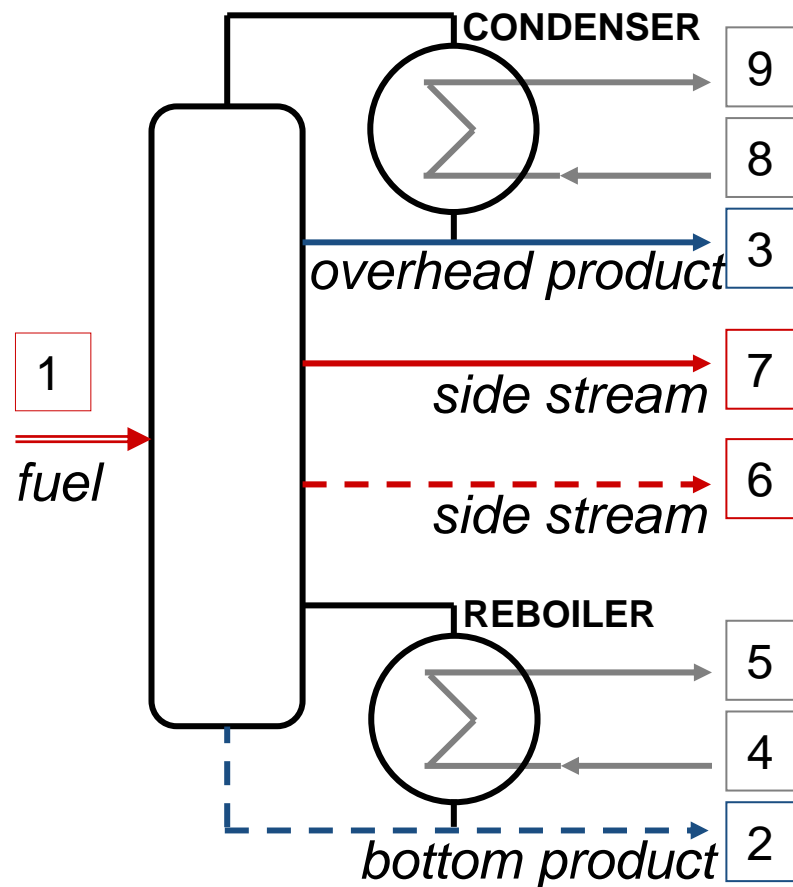 CONDENSER
9
8
3
overhead product
1
7
side stream
fuel
6
side stream
REBOILER
5
4
2
bottom product